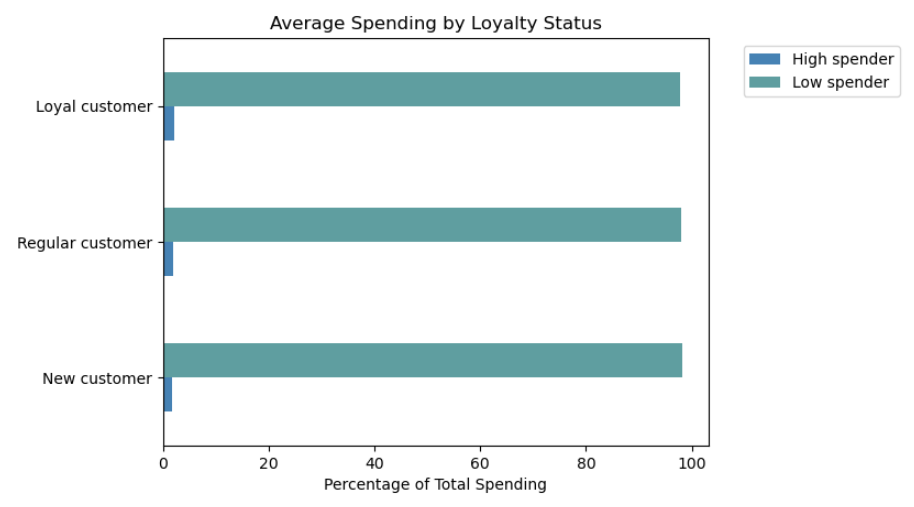 Average Spending by Loyalty Status
High spender
Low spender
Loyal customer
Regular customer
New customer
0 20 40 60 80 100
Percentage of Total Spending